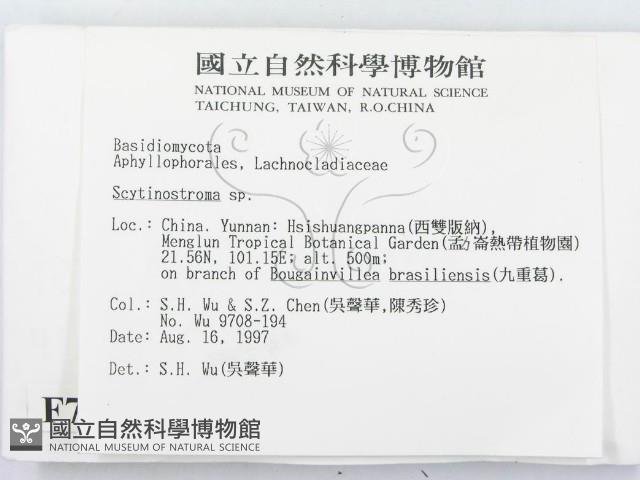 國立自然科學博物館
NATIONAL MUSEUM OF NATURAL SCIENCE
TAICHUNG, TAIWAN, R.O.CHINA
Basidiomycota
Aphyllophorales, Lachnocladiaceae
Scytinostroma sp.
Loc.: China. Yunnan: Hsishuangpanna(西雙版納),
Menglun Tropical Botanical Garden(孟力崙熱帶植物園)
21.56N, 101.15E; alt. 500m;
on branch of Bougainvillea brasiliensis(九重葛).
Col.: S.H. Wu & S.Z. Chen(吳聲華,陳秀珍)
No. Wu 9708-194
Date: Aug. 16, 1997
Det.: S.H. Wu(吳聲華)
F7
國立自然科學博物館
NATIONAL MUSEUM OF NATURAL SCIENCE